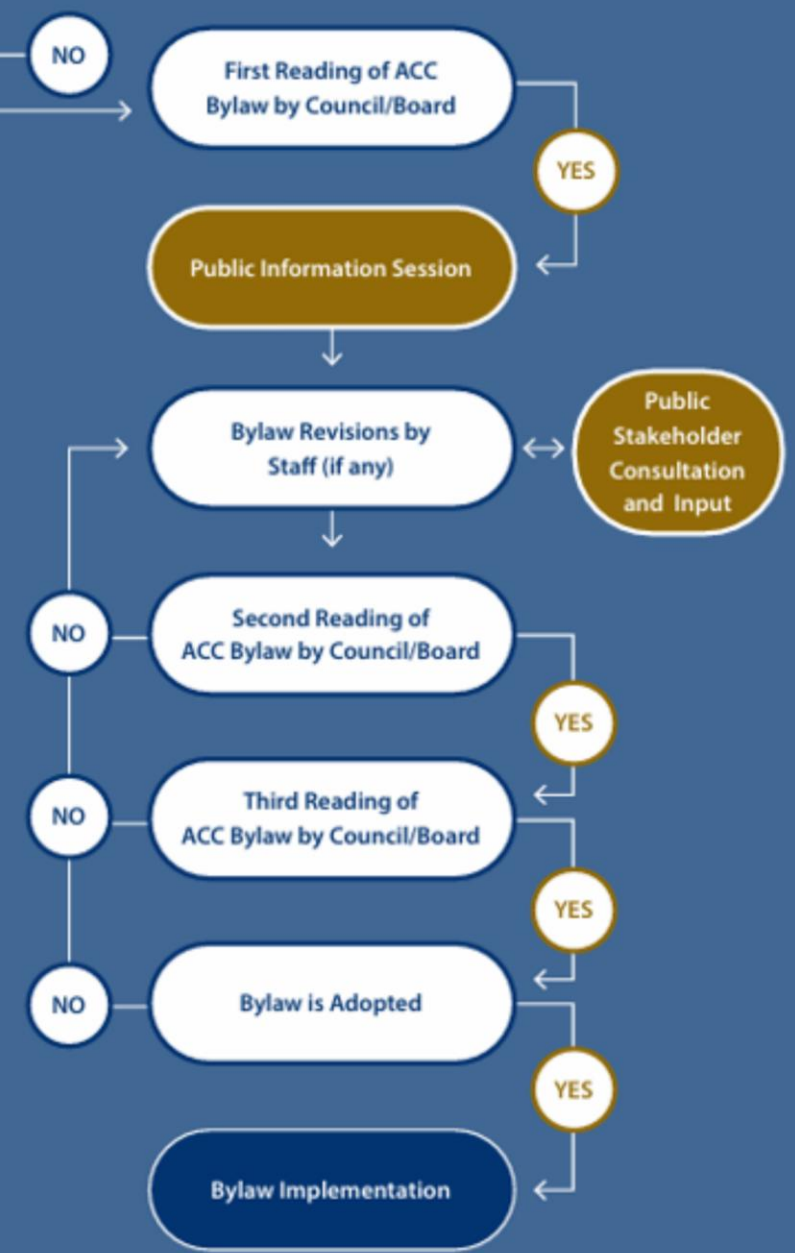 NO
First Reading of ACC
Bylaw by Council/Board
YES
Public Information Session
Bylaw Revisions by
Staff (if any)
Public
Stakeholder
Consultation
and Input
NO
Second Reading of
ACC Bylaw by Council/Board
YES
NO
Third Reading of
ACC Bylaw by Council/Board
YES
NO
Bylaw is Adopted
YES
Bylaw Implementation